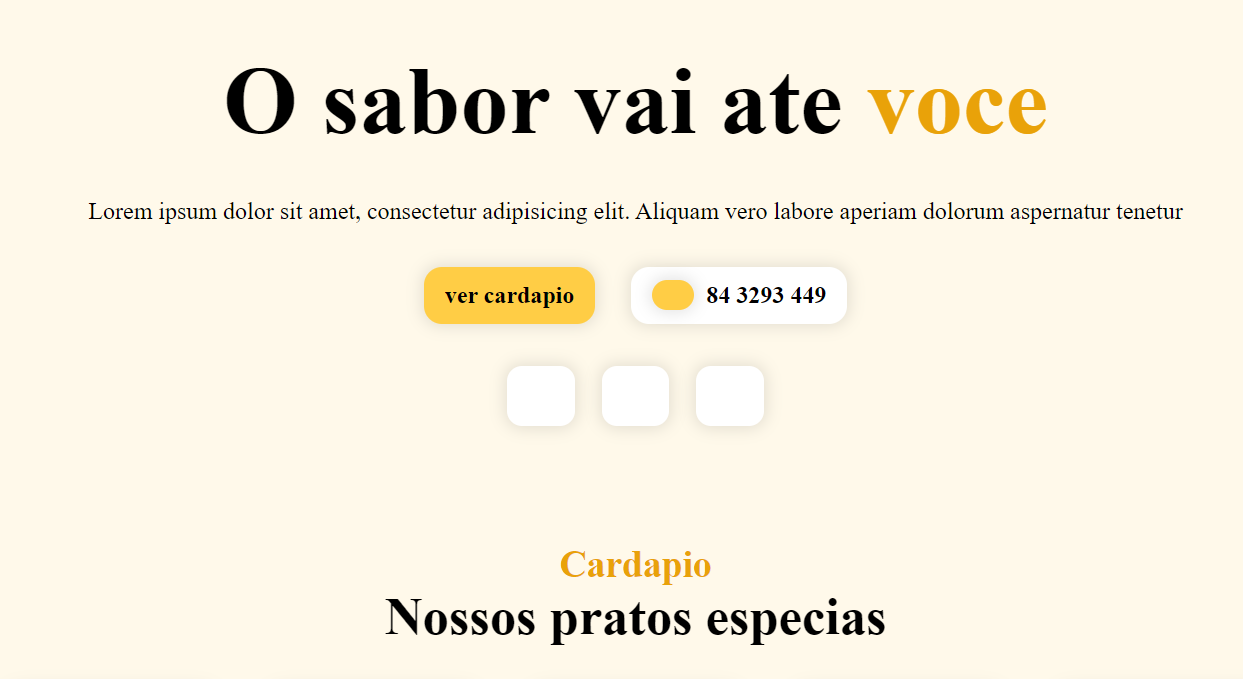 O sabor vai ate voce
Lorem ipsum dolor sit amet, consectetur adipisicing elit. Aliquam vero labore aperiam dolorum aspernatur tenetur
ver cardapio
84 3293 449
Cardapio
Nossos pratos especias